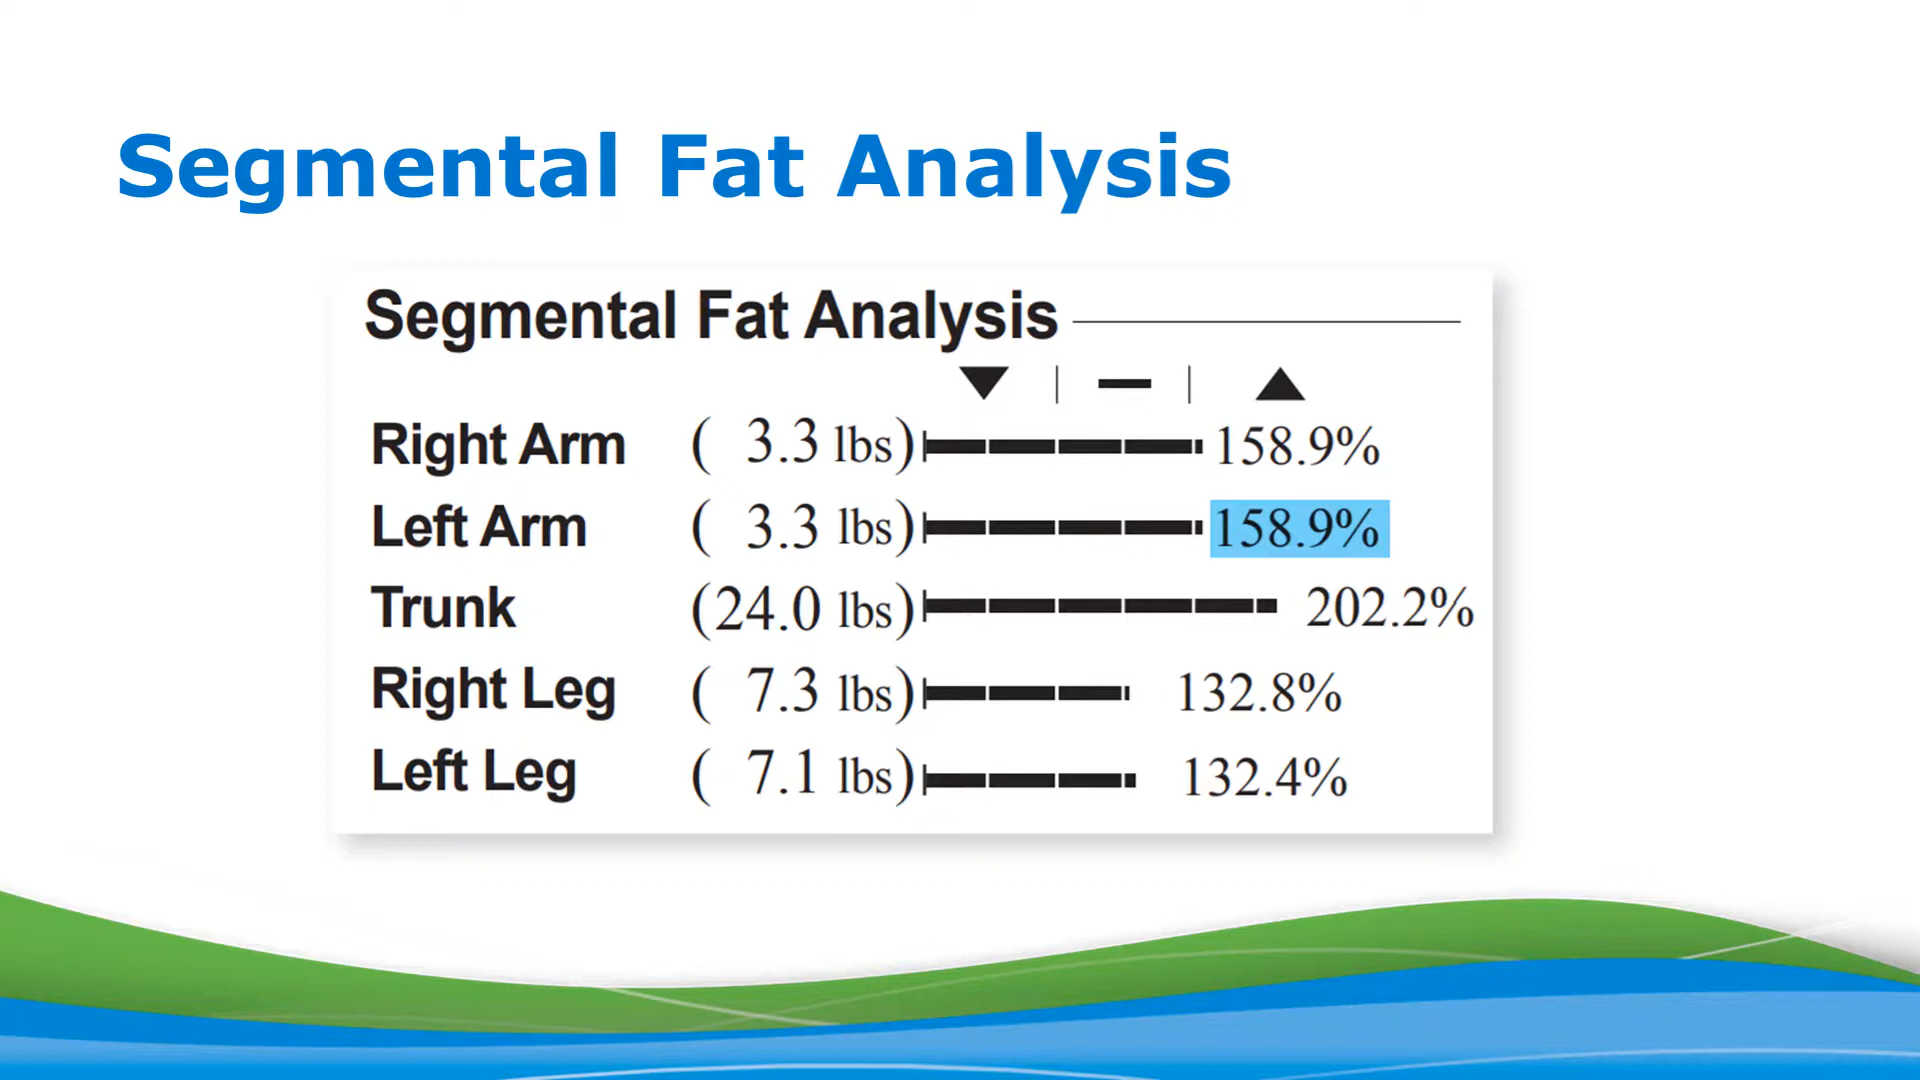 Segmental Fat Analysis
Segmental Fat Analysis
Right Arm ( 3.3 lbs) 158.9%
Left Arm ( 3.3 lbs) 158.9%
Trunk (24.0 lbs) 202.2%
Right Leg ( 7.3 lbs) 132.8%
Left Leg ( 7.1 lbs) 132.4%